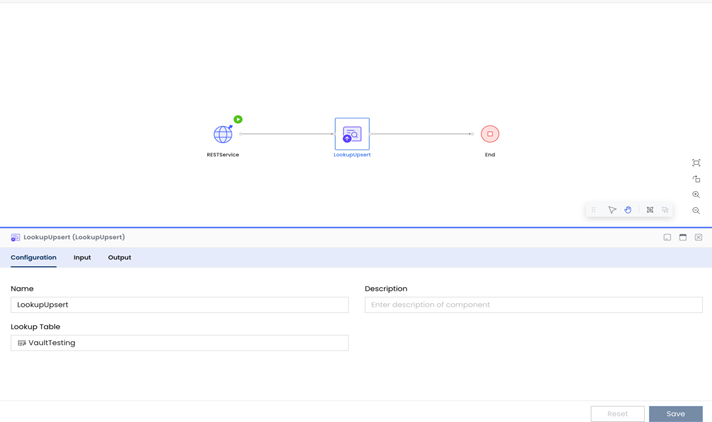 RESTService
LookupUpsert
End
LookupUpsert (LookupUpsert)
Configuration Input Output
Name
Description
LookupUpsert
Enter description of component
Lookup Table
VaultTesting
Reset Save